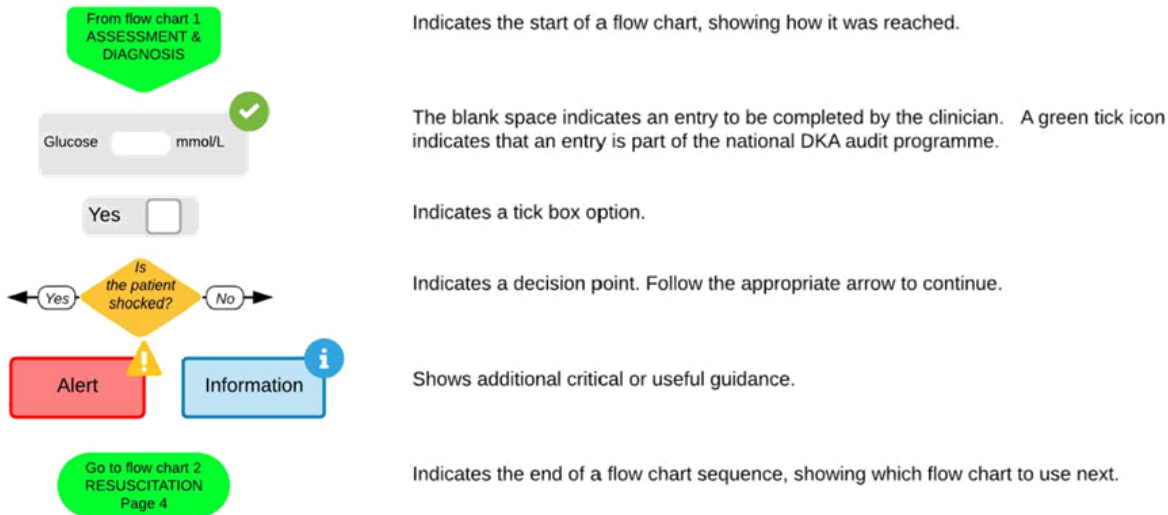 From flow chart 1
ASSESSMENT &
DIAGNOSIS
Indicates the start of a flow chart, showing how it was reached.
Glucose mmol/L
The blank space indicates an entry to be completed by the clinician. A green tick icon
indicates that an entry is part of the national DKA audit programme.
Yes
Indicates a tick box option.
Is
the patient
shocked?
Yes
No
Indicates a decision point. Follow the appropriate arrow to continue.
Alert
Information
i
Shows additional critical or useful guidance.
Go to flow chart 2
RESUSCITATION
Page 4
Indicates the end of a flow chart sequence, showing which flow chart to use next.